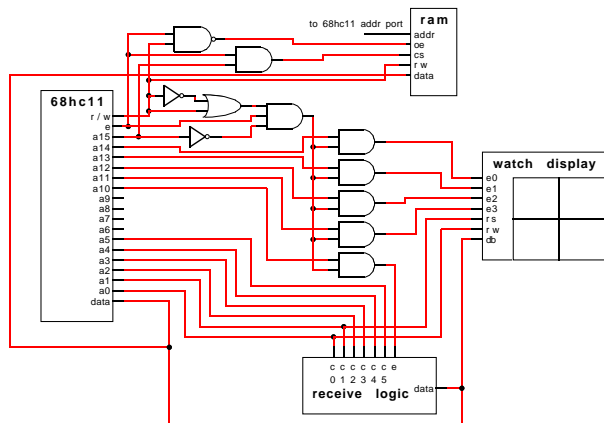 ram
to 68hc11 addr port
addr
oe
cs
r w
data
68hc11
r / w
e
a15
a14
a13
a12
a11
a10
a9
a8
a7
a6
a5
a4
a3
a2
a1
a0
data
watch display
e0
e1
e2
e3
rs
r w
db
c c c c c c e
0 1 2 3 4 5
data
receive logic